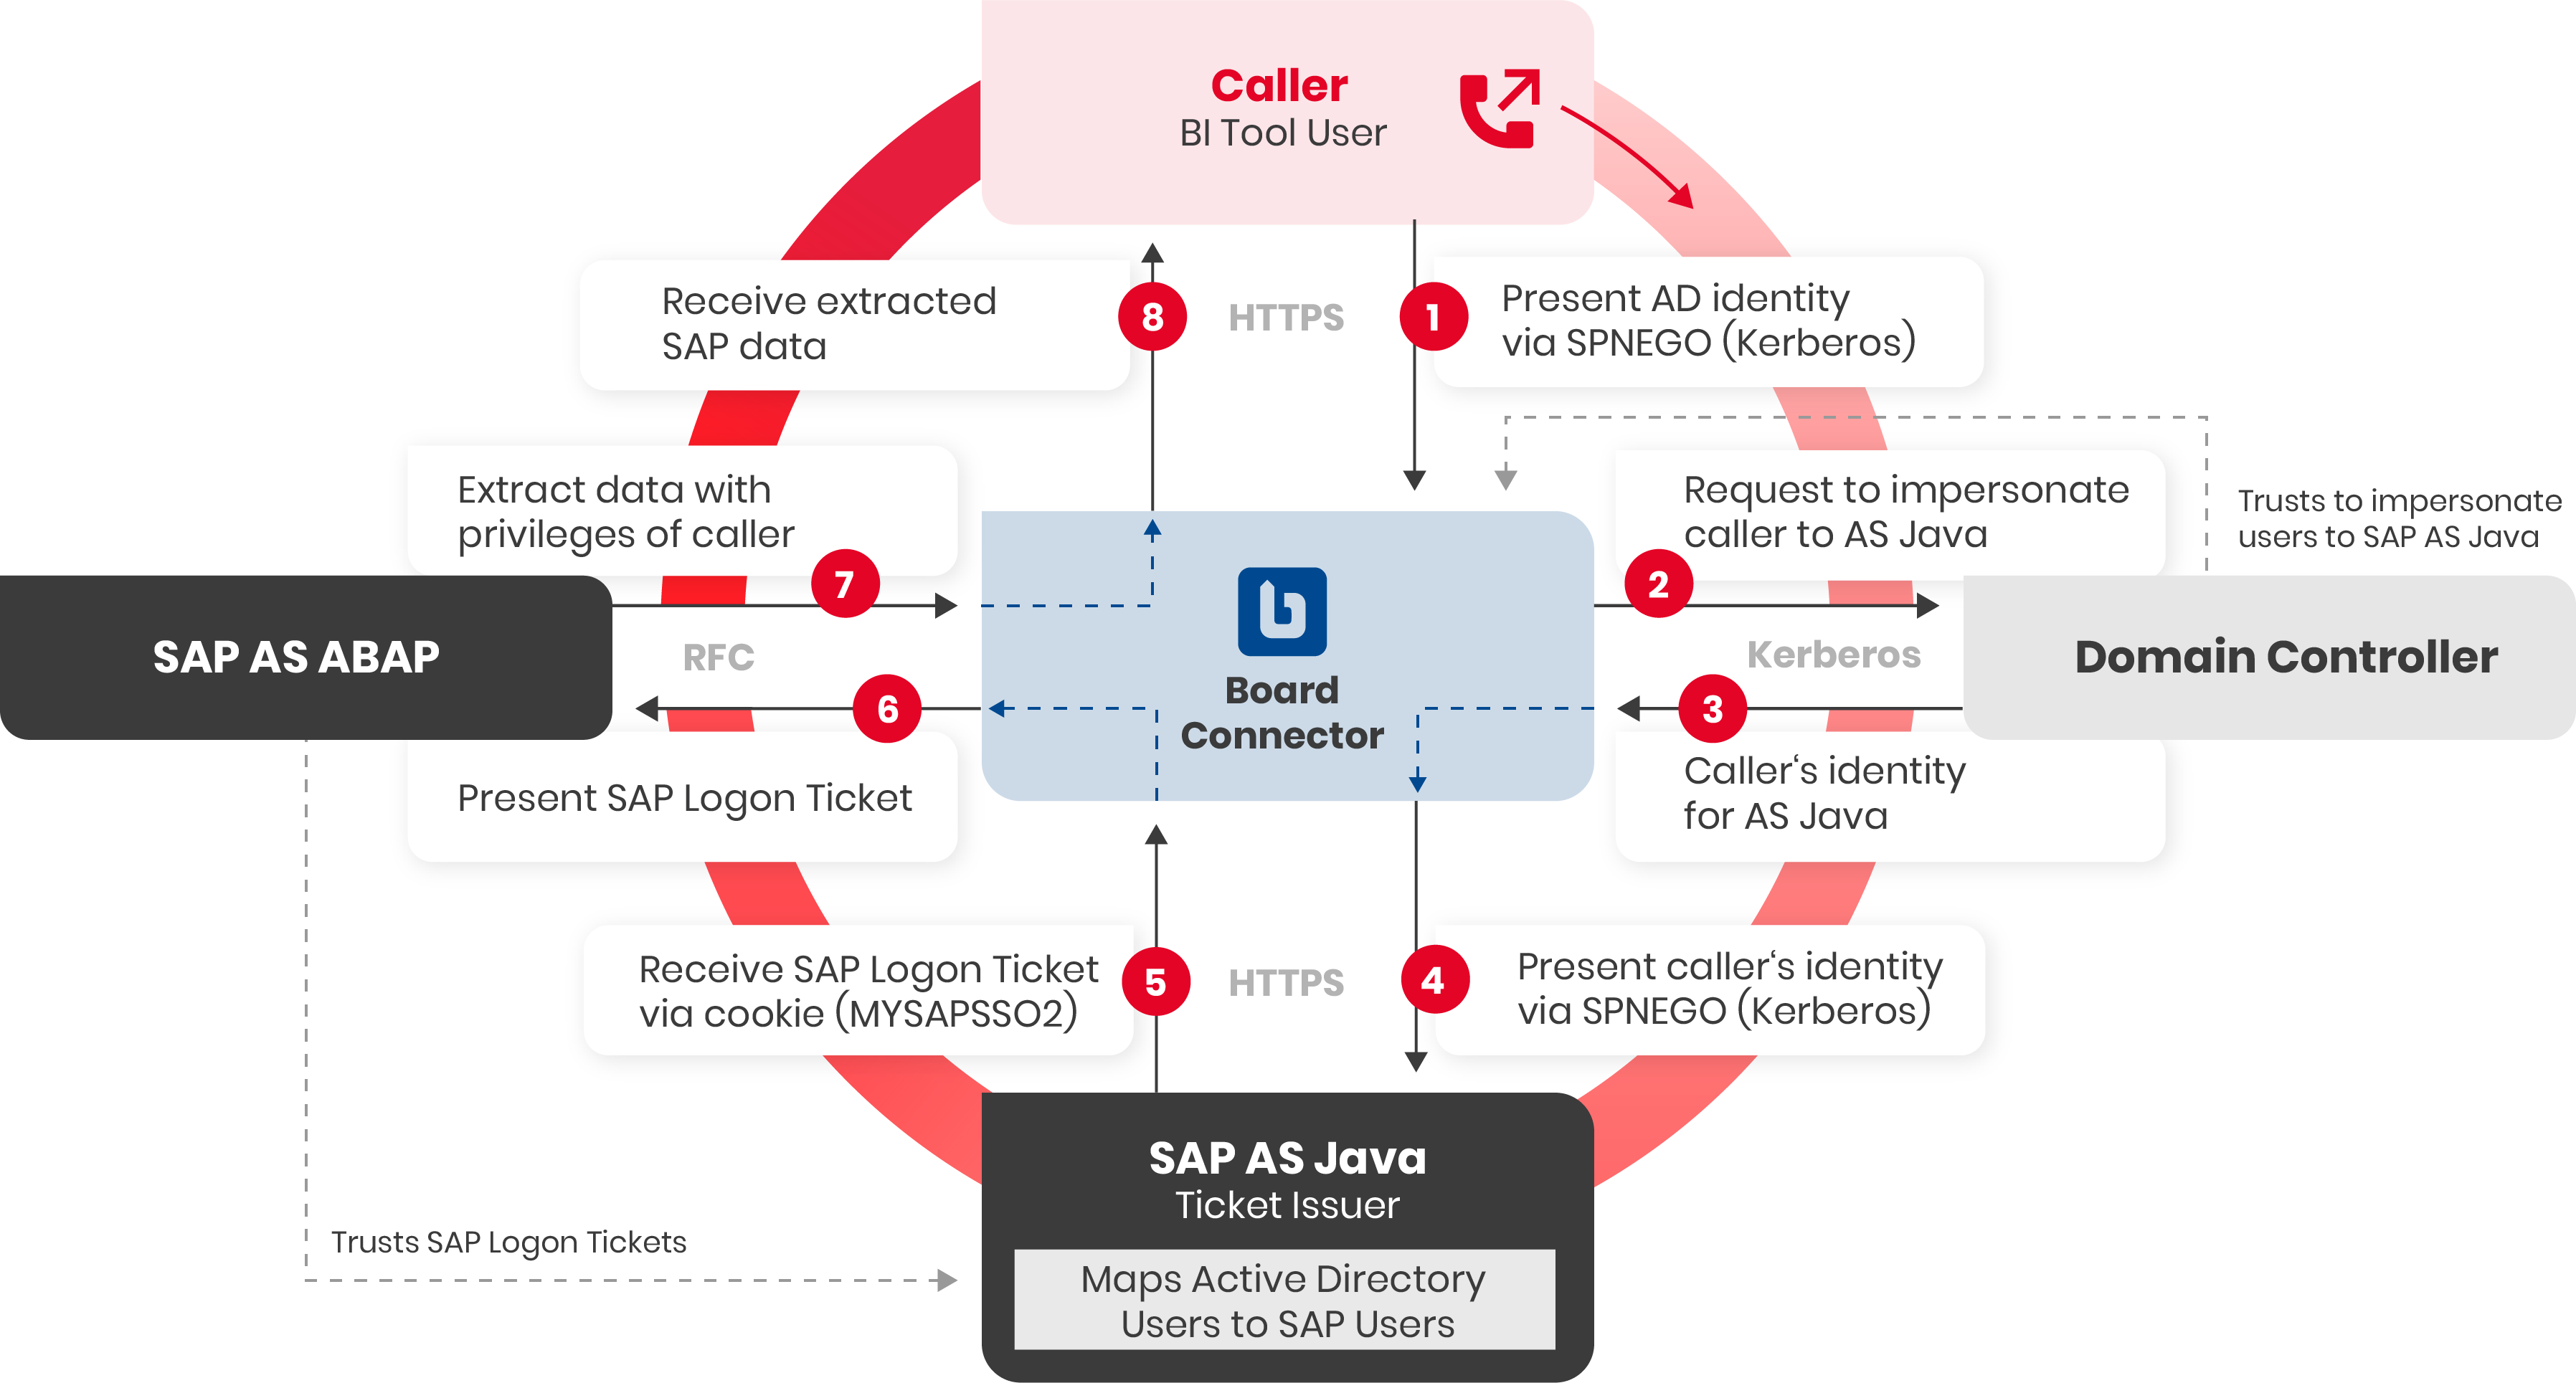 Caller
BI Tool User
Receive extracted
SAP data
8
HTTPS
1
Present AD identity
via SPNEGO (Kerberos)
Extract data with
privileges of caller
7
Request to impersonate
caller to AS Java
2
Trusts to impersonate
users to SAP AS Java
SAP AS ABAP
RFC
Board
Connector
Kerberos
Domain Controller
6
Present SAP Logon Ticket
3
Caller‘s identity
for AS Java
Receive SAP Logon Ticket
via cookie (MYSAPSSO2)
5
HTTPS
4
Present caller‘s identity
via SPNEGO (Kerberos)
SAP AS Java
Ticket Issuer
Trusts SAP Logon Tickets
Maps Active Directory
Users to SAP Users